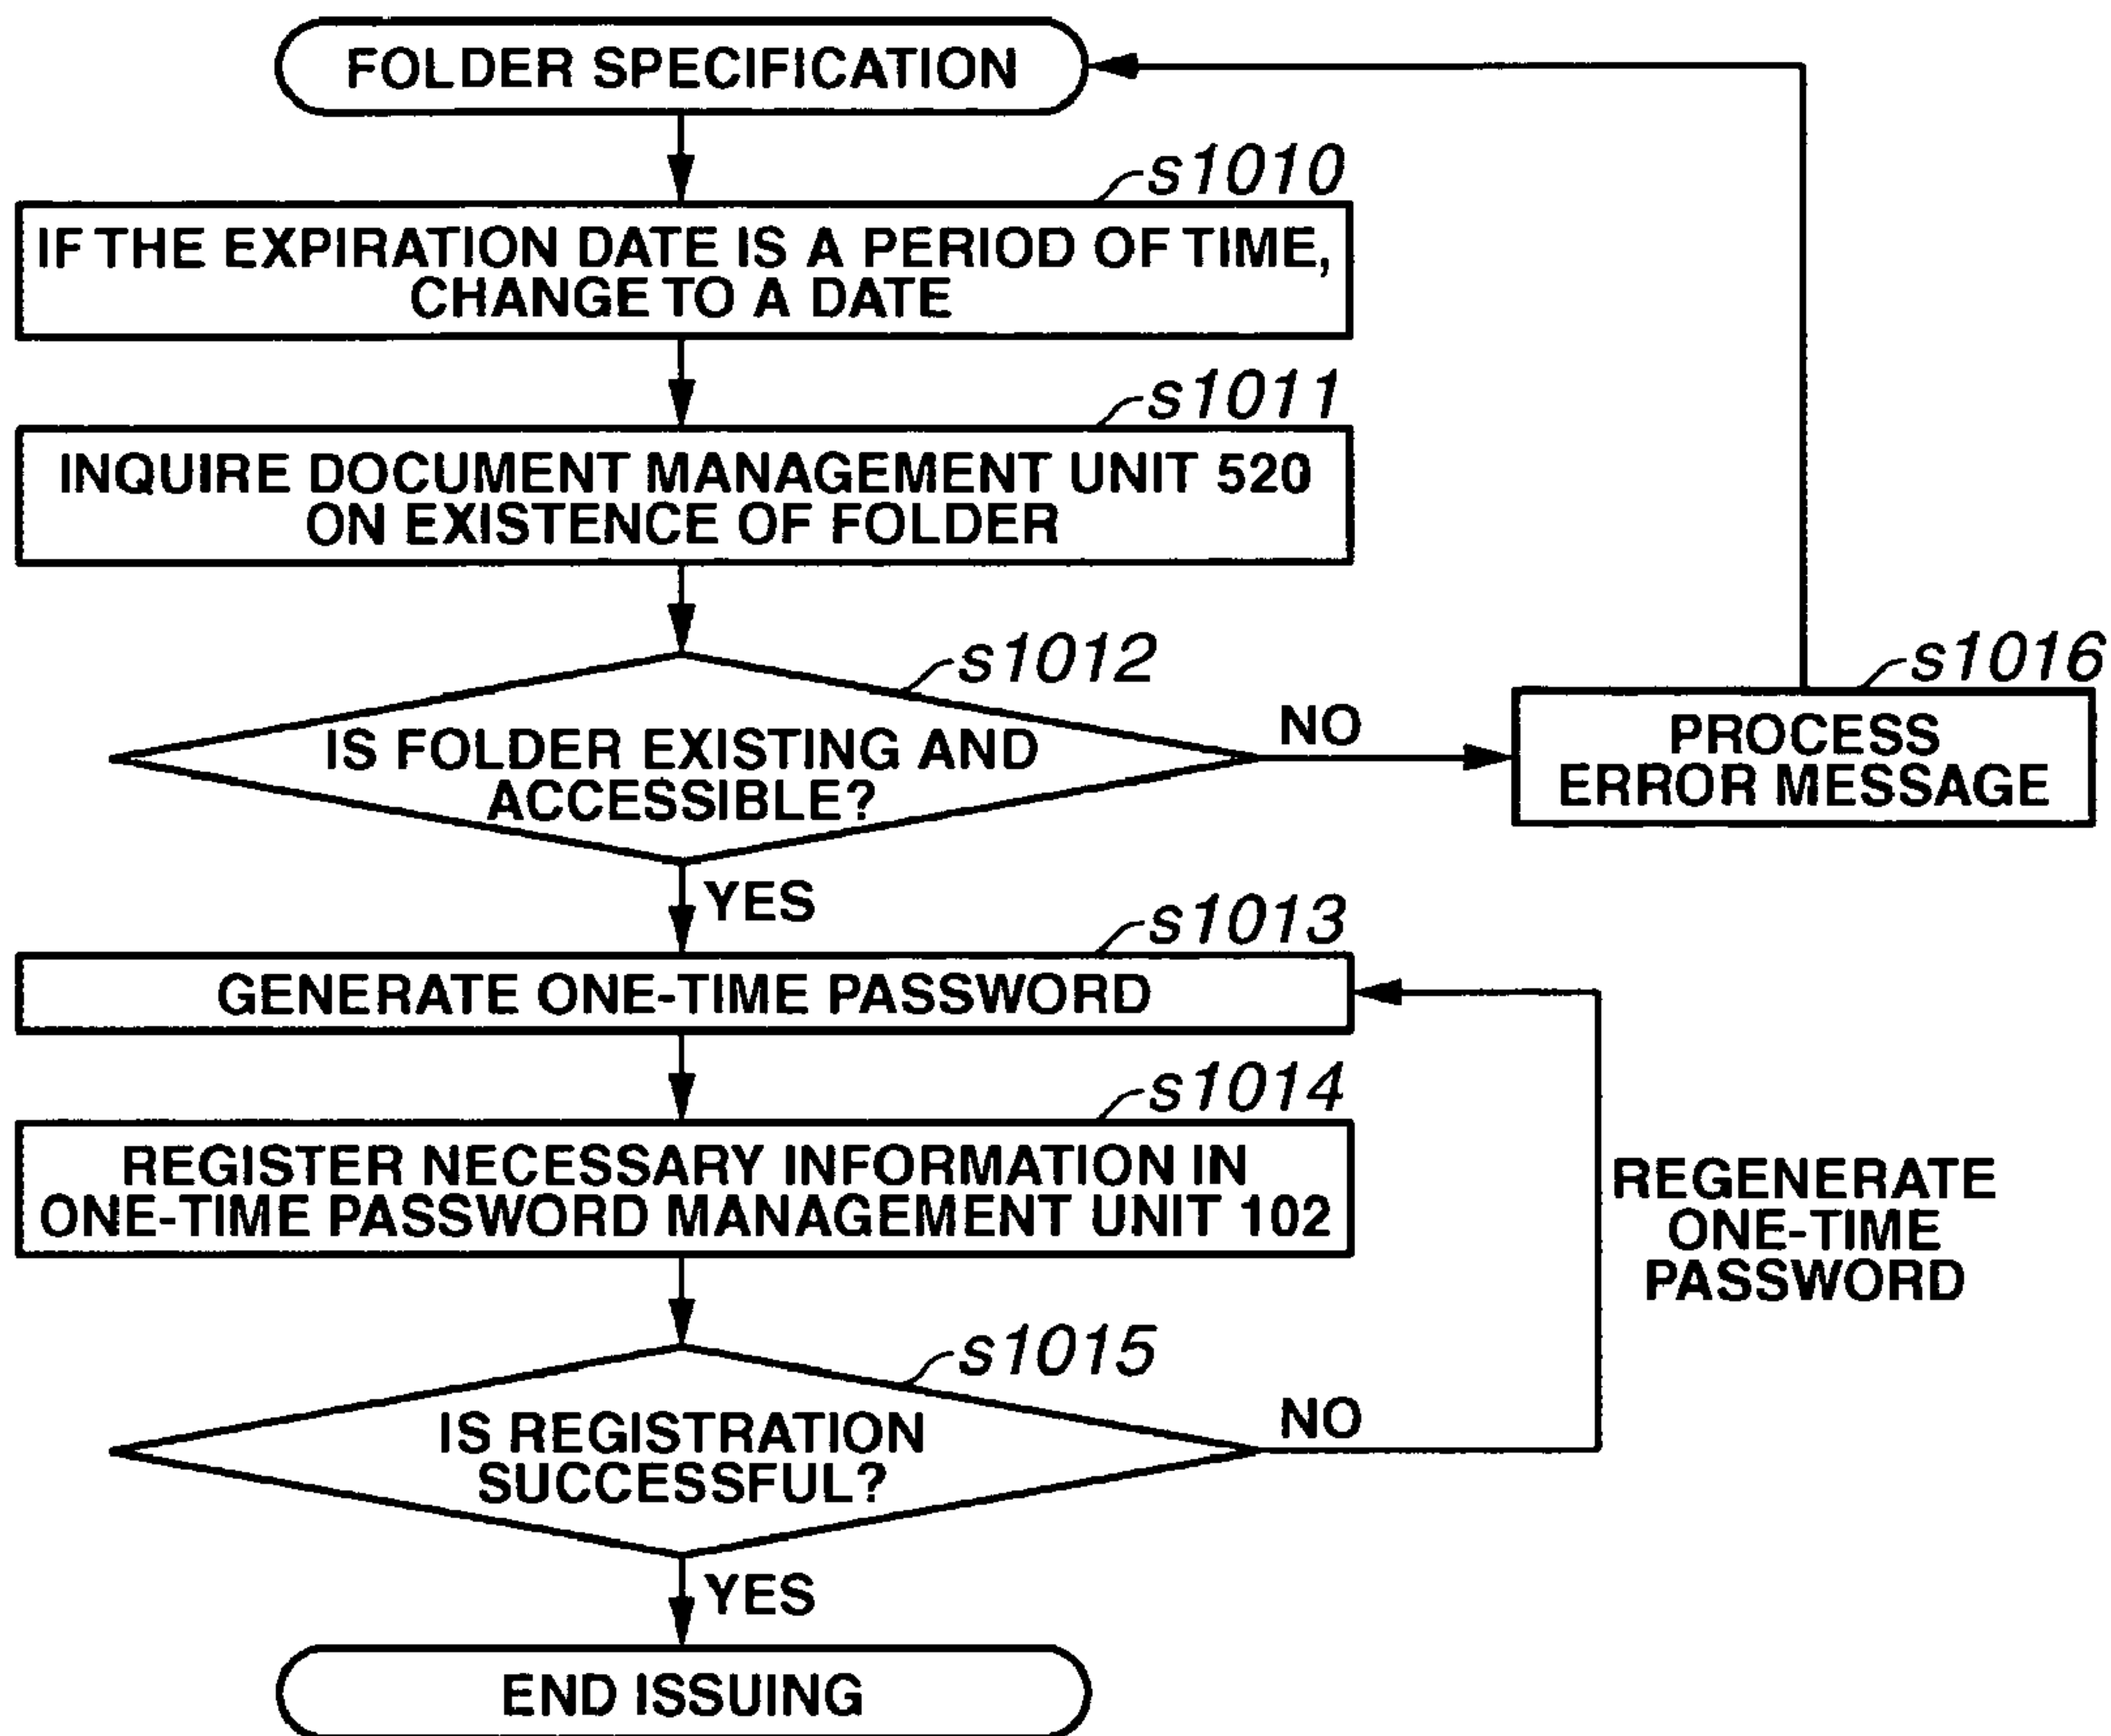 FOLDER SPECIFICATION
s1010
IF THE EXPIRATION DATE IS A PERIOD OF TIME,
CHANGE TO A DATE
s1011
INQUIRE DOCUMENT MANAGEMENT UNIT 520
ON EXISTENCE OF FOLDER
s1012
IS FOLDER EXISTING AND
ACCESSIBLE?
NO
s1016
PROCESS
ERROR MESSAGE
YES
s1013
GENERATE ONE-TIME PASSWORD
s1014
REGISTER NECESSARY INFORMATION IN
ONE-TIME PASSWORD MANAGEMENT UNIT 102
REGENERATE
ONE-TIME
PASSWORD
s1015
IS REGISTRATION
SUCCESSFUL?
NO
YES
END ISSUING